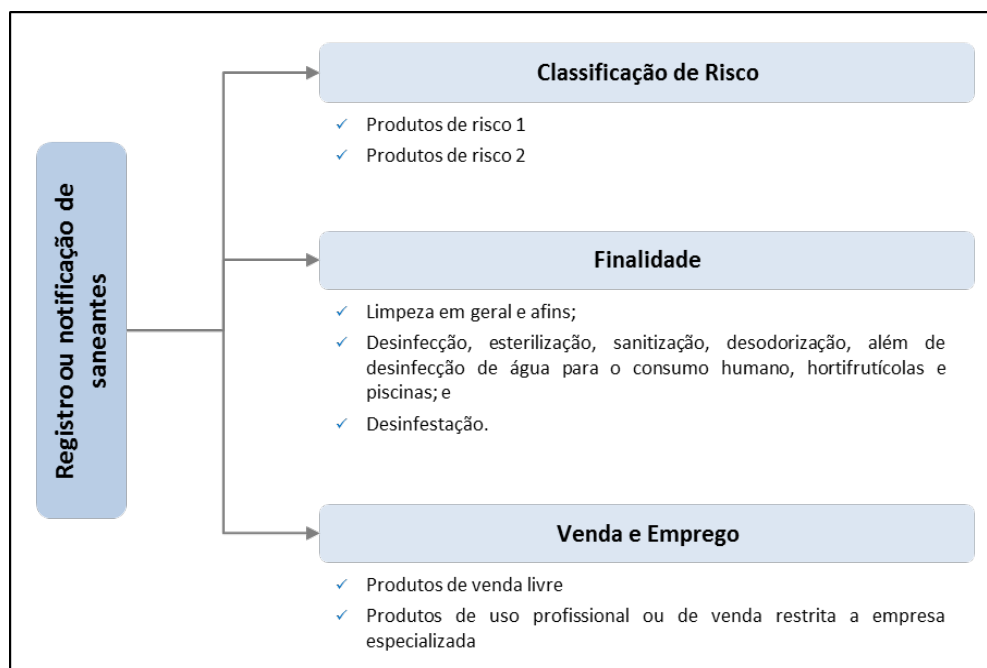 Registro ou notificação de
saneantes
Classificação de Risco
✓ Produtos de risco 1
✓ Produtos de risco 2
Finalidade
✓ Limpeza em geral e afins;
✓ Desinfecção, esterilização, sanitização, desodorização, além de
desinfecção de água para o consumo humano, hortifrutícolas e
piscinas; e
✓ Desinfestação.
Venda e Emprego
✓ Produtos de venda livre
✓ Produtos de uso profissional ou de venda restrita a empresa
especializada